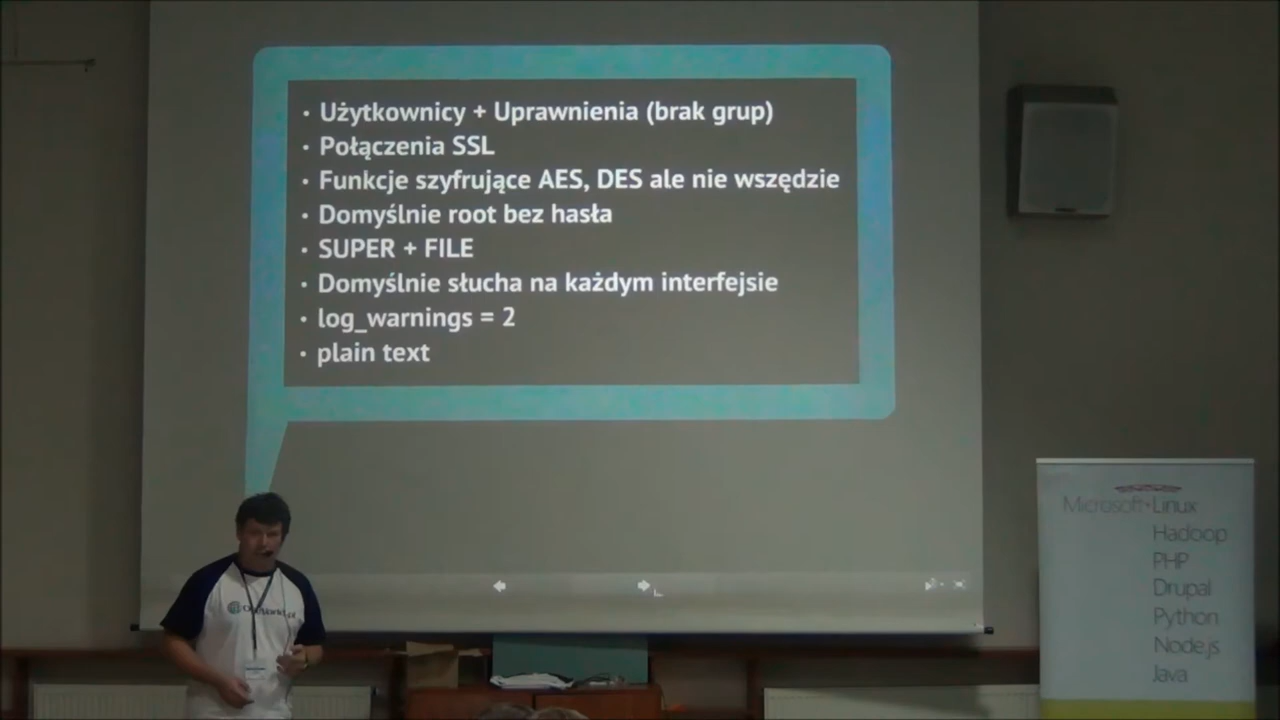 • Użytkownicy + Uprawnienia (brak grup)
• Połączenia SSL
• Funkcje szyfrujące AES, DES ale nie wszędzie
• Domyślnie root bez hasła
• SUPER + FILE
• Domyślnie słucha na każdym interfejsie
• log_warnings = 2
• plain text
Microsoft • Linux
Hadoop
PHP
Drupal
Python
Node.js
Java